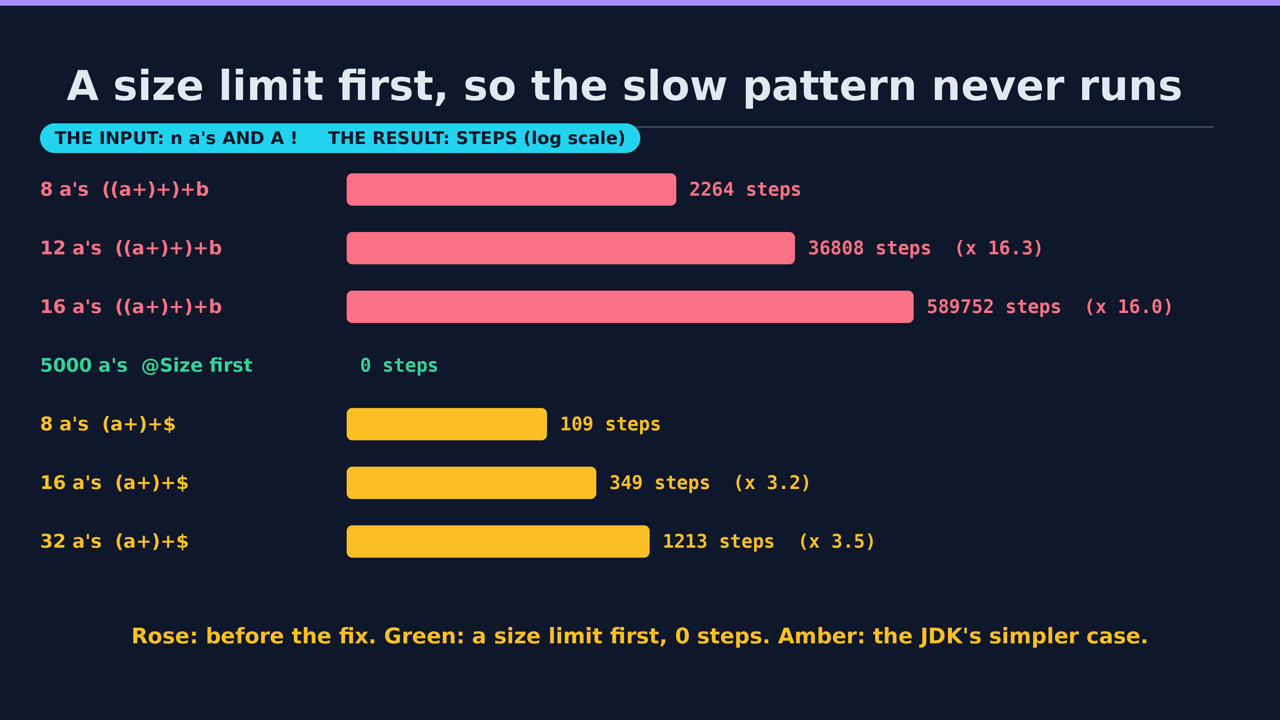 A size limit first, so the slow pattern never runs
THE INPUT: n a's AND A ! THE RESULT: STEPS (log scale)
8 a's ((a+)+)+b 2264 steps
12 a's ((a+)+)+b 36808 steps (x 16.3)
16 a's ((a+)+)+b 589752 steps (x 16.0)
5000 a's @Size first 0 steps
8 a's (a+)+$ 109 steps
16 a's (a+)+$ 349 steps (x 3.2)
32 a's (a+)+$ 1213 steps (x 3.5)
Rose: before the fix. Green: a size limit first, 0 steps. Amber: the JDK's simpler case.